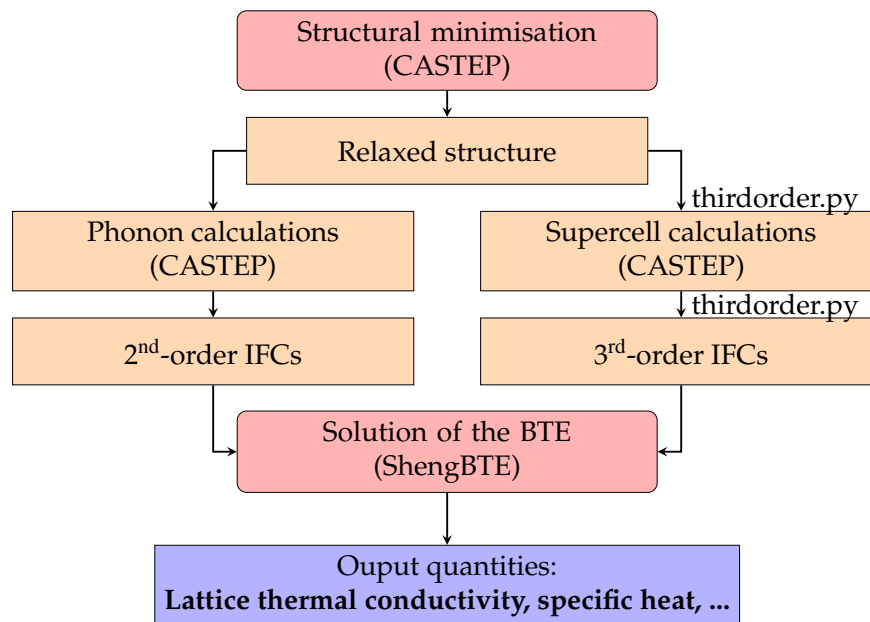 Structural minimisation
(CASTEP)
Relaxed structure
thirdorder.py
Phonon calculations
(CASTEP)
Supercell calculations
(CASTEP)
thirdorder.py
2nd-order IFCs
3rd-order IFCs
Solution of the BTE
(ShengBTE)
Ouput quantities:
Lattice thermal conductivity, specific heat, ...